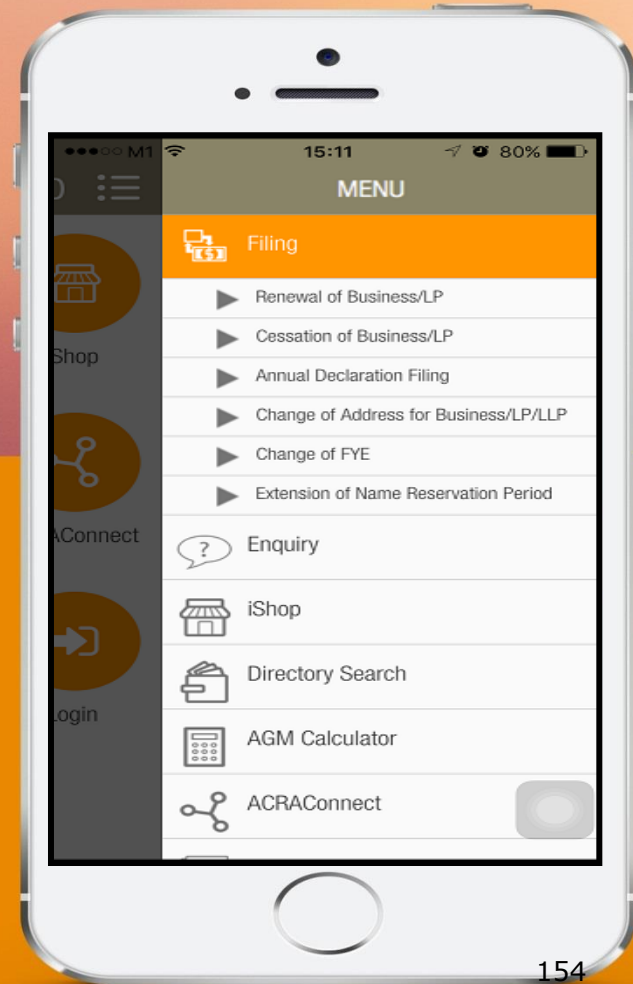 M1 15:11 80%
MENU
Filing
Renewal of Business/LP
Cessation of Business/LP
Annual Declaration Filing
Change of Address for Business/LP/LLP
Change of FYE
Extension of Name Reservation Period
Shop
AConnect
Enquiry
?
iShop
Directory Search
ogin
AGM Calculator
ACRAConnect
154